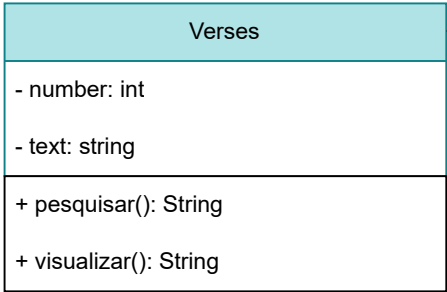 Verses
- number: int
- text: string
+ pesquisar(): String
+ visualizar(): String